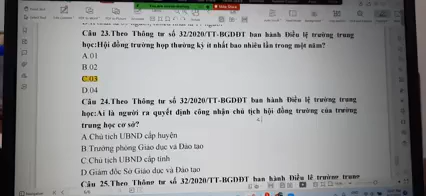 Câu 23.Theo Thông tư số 32/2020/TT-BGDĐT ban hành Điều lệ trường trung
học:Hội đồng trường họp thường kỳ ít nhất bao nhiêu lần trong một năm?
A 01
B 02
C 03
D.04
Câu 24.Theo Thông tư số 32/2020/TT-BGDĐT ban hành Điều lệ trường trung
học:Ai là người ra quyết định công nhận chủ tịch hội đồng trường của trường
trung học cơ sở?
A.Chủ tịch UBND cấp huyện
B.Trưởng phòng Giáo dục và Đào tạo
C.Chủ tịch UBND cấp tỉnh
D.Giám đốc Sở Giáo dục và Đào tạo
Câu 25.Theo Thông tư số 32/2020/TT-BGDĐT ban hành Điều lệ trường trung